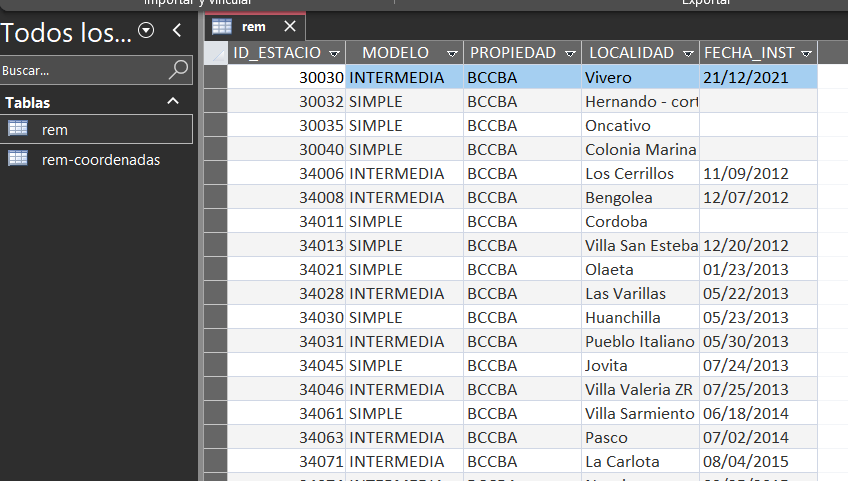 Importar y vincular
Exportar
Todos los...
Buscar...
Tablas
rem
rem-coordenadas
rem
ID_ESTACIO MODELO PROPIEDAD LOCALIDAD FECHA_INST
30030 INTERMEDIA BCCBA Vivero 21/12/2021
30032 SIMPLE BCCBA Hernando - cort
30035 SIMPLE BCCBA Oncativo
30040 SIMPLE BCCBA Colonia Marina
34006 INTERMEDIA BCCBA Los Cerrillos 11/09/2012
34008 INTERMEDIA BCCBA Bengolea 12/07/2012
34011 SIMPLE BCCBA Cordoba
34013 SIMPLE BCCBA Villa San Esteba 12/20/2012
34021 SIMPLE BCCBA Olaeta 01/23/2013
34028 INTERMEDIA BCCBA Las Varillas 05/22/2013
34030 SIMPLE BCCBA Huanchilla 05/23/2013
34031 INTERMEDIA BCCBA Pueblo Italiano 05/30/2013
34045 SIMPLE BCCBA Jovita 07/24/2013
34046 INTERMEDIA BCCBA Villa Valeria ZR 07/25/2013
34061 SIMPLE BCCBA Villa Sarmiento 06/18/2014
34063 INTERMEDIA BCCBA Pasco 07/02/2014
34071 INTERMEDIA BCCBA La Carlota 08/04/2015